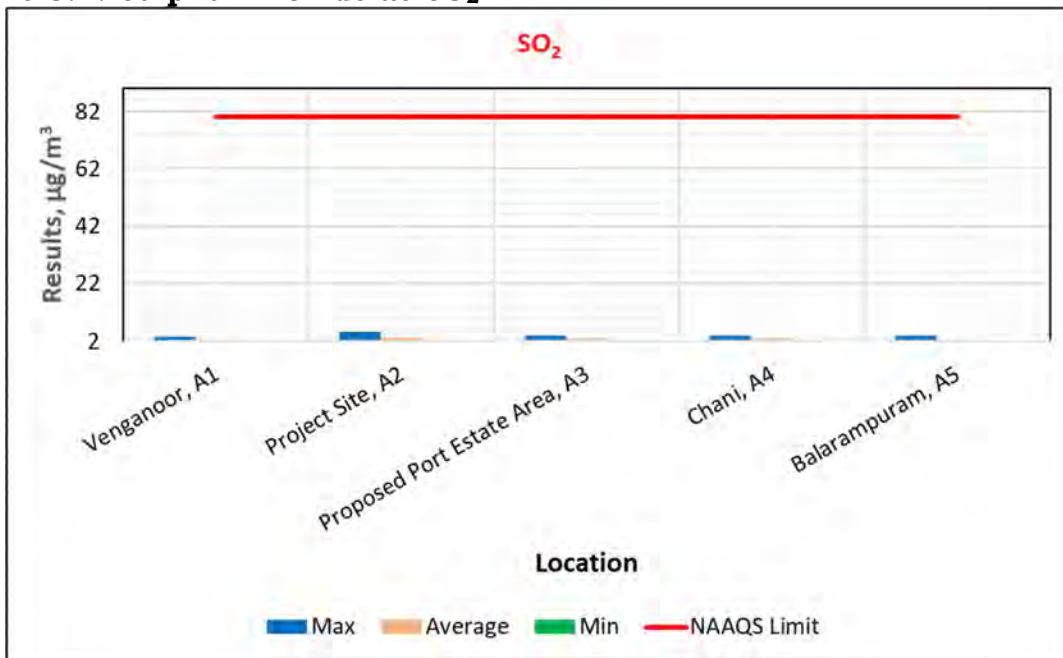 SO₂
Results, µg/m³
82
62
42
22
2
Venganoor, A1
Project Site, A2
Proposed Port Estate Area, A3
Chani, A4
Balarampuram, A5
Location
Max Average Min NAAQS Limit